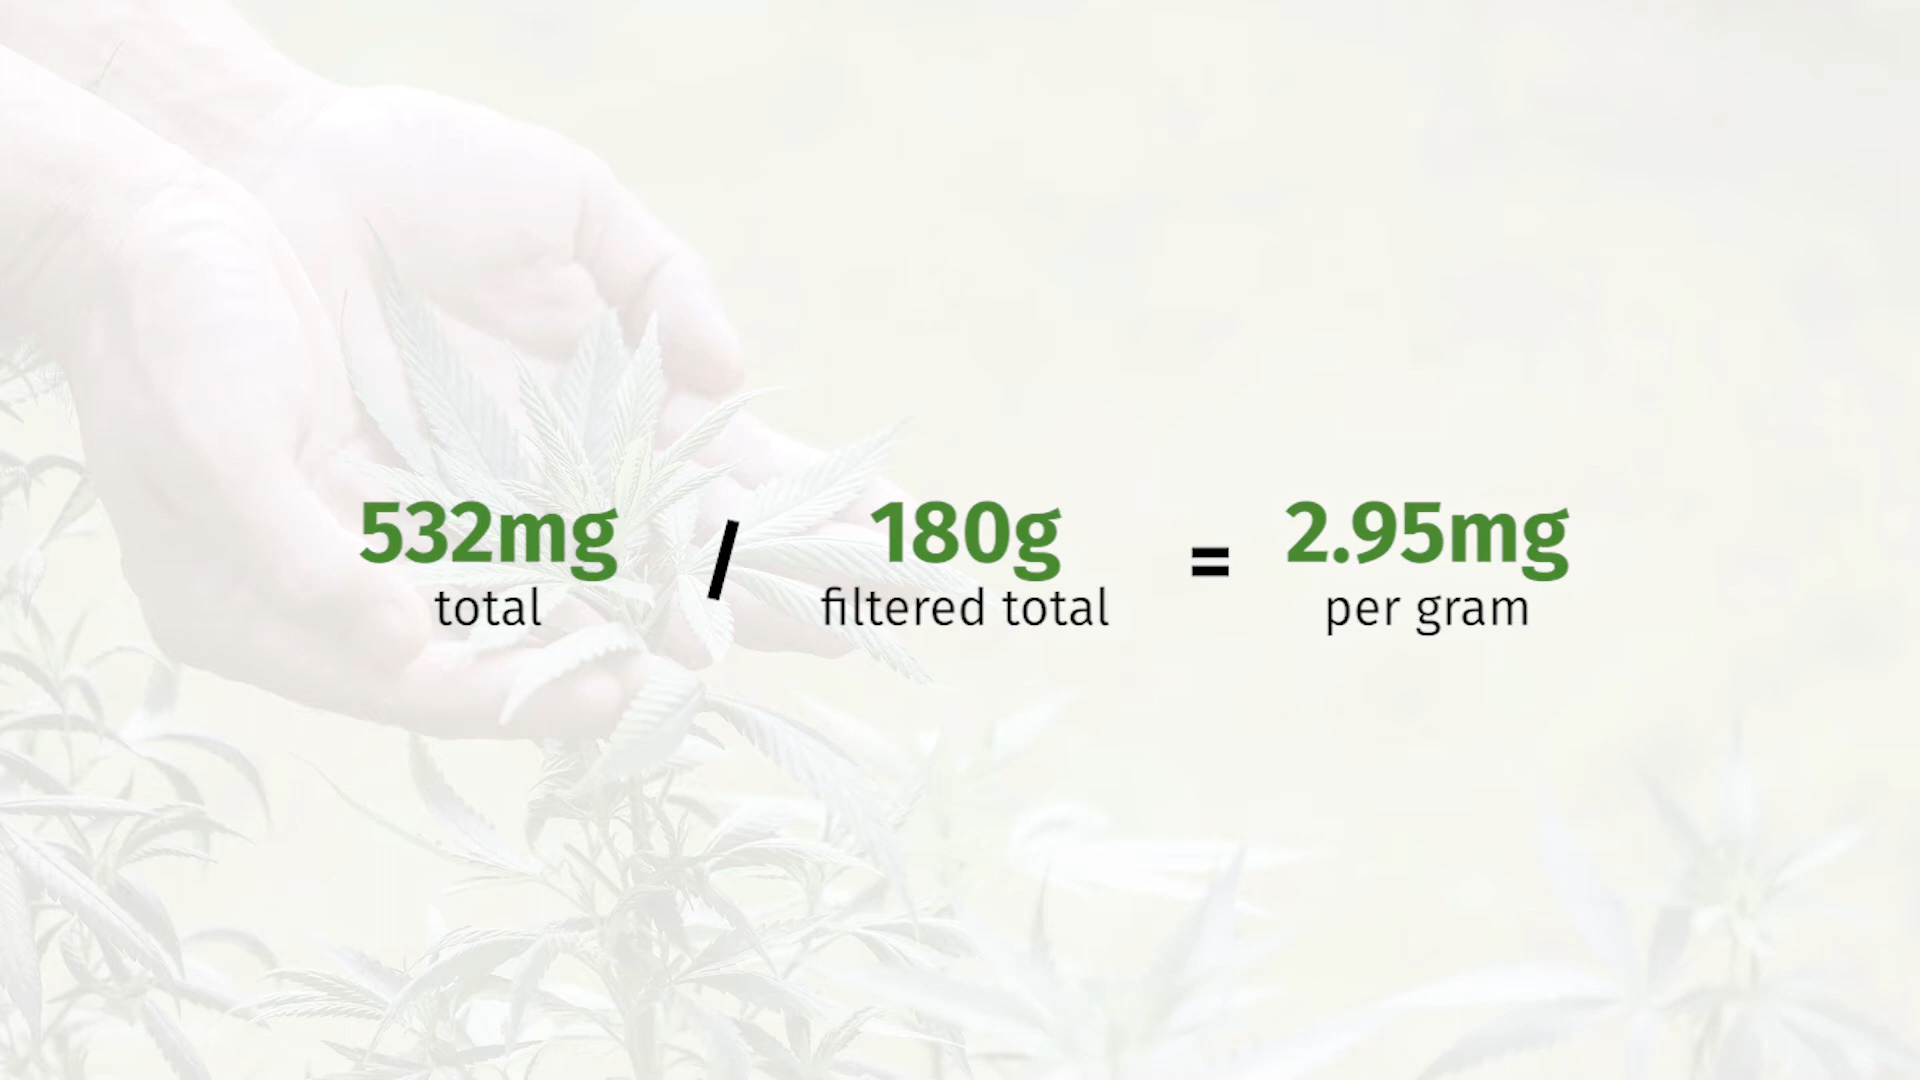 532mg / 180g = 2.95mg
total filtered total per gram